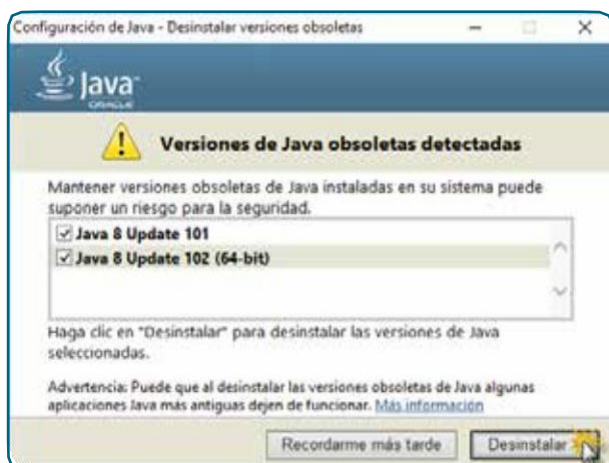 Configuración de Java - Desinstalar versiones obsoletas
Java
ORACLE
Versiones de Java obsoletas detectadas
Mantener versiones obsoletas de Java instaladas en su sistema puede
suponer un riesgo para la seguridad.
Java 8 Update 101
Java 8 Update 102 (64-bit)
Haga clic en "Desinstalar" para desinstalar las versiones de Java
seleccionadas.
Advertencia: Puede que al desinstalar las versiones obsoletas de Java algunas
aplicaciones Java más antiguas dejen de funcionar. Más información
Recordarme más tarde
Desinstalar